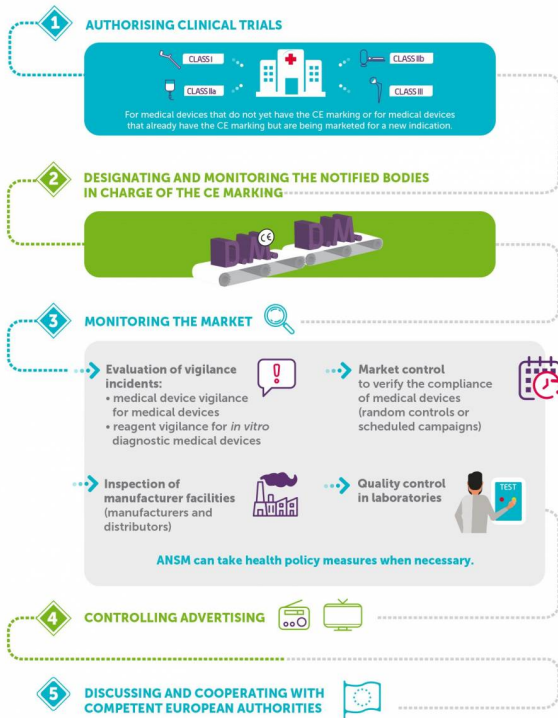 1
AUTHORISING CLINICAL TRIALS
CLASS I
CLASS IIb
CLASS IIa
CLASS III
For medical devices that do not yet have the CE marking or for medical devices
that already have the CE marking but are being marketed for a new indication.
2
DESIGNATING AND MONITORING THE NOTIFIED BODIES
IN CHARGE OF THE CE MARKING
D.M. CE
D.M.
3
MONITORING THE MARKET
Evaluation of vigilance
incidents:
• medical device vigilance
for medical devices
• reagent vigilance for in vitro
diagnostic medical devices
!
Market control
to verify the compliance
of medical devices
(random controls or
scheduled campaigns)
Inspection of
manufacturer facilities
(manufacturers and
distributors)
Quality control
in laboratories
TEST
ANSM can take health policy measures when necessary.
4
CONTROLLING ADVERTISING
5
DISCUSSING AND COOPERATING WITH
COMPETENT EUROPEAN AUTHORITIES